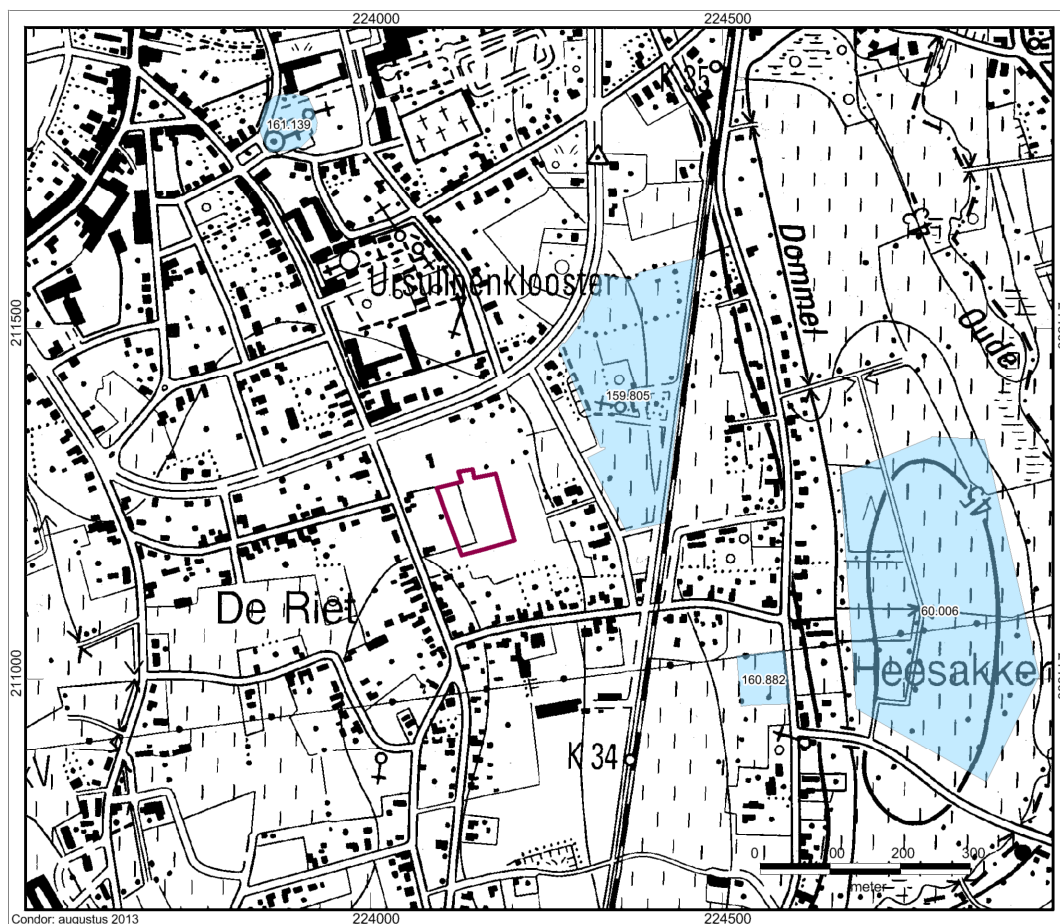 224000
224500
K 35
161.139
Dommel
Ursulinenklooster
211500
Oude
159.805
De Riet
60.006
211000
Heesakker
160.882
K 34
kV
0
100
200
300
meter
224000
224500
Condor: augustus 2013